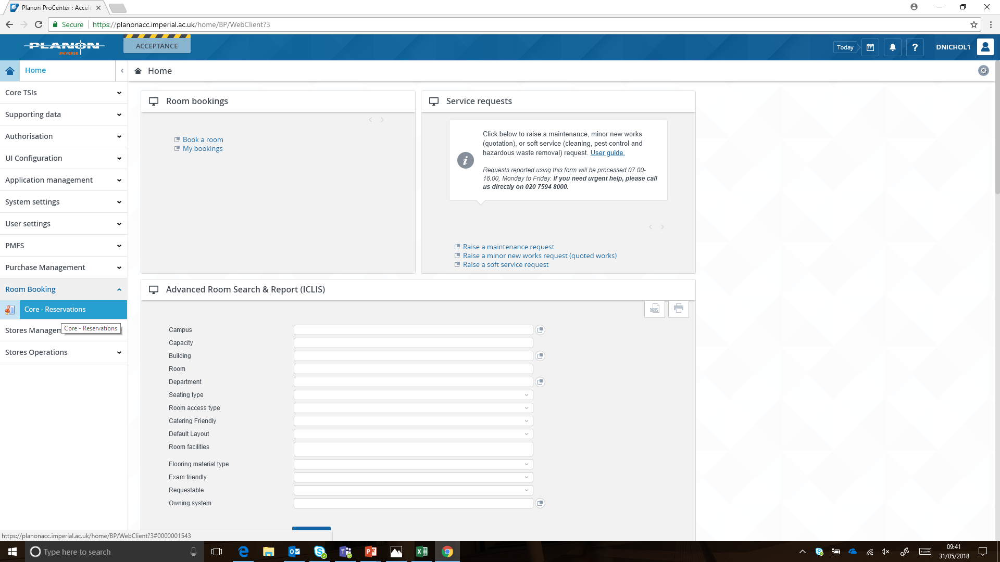 Planon ProCenter : Accele
Secure
https://planonacc.imperial.ac.uk/home/BP/WebClient?3
PLANON
UNIVERSE
ACCEPTANCE
Today
?
DNICHOL1
Home
Home
Core TSIs
Supporting data
Authorisation
UI Configuration
Application management
System settings
User settings
PMFS
Purchase Management
Room Booking
Core - Reservations
Stores Managem
Core - Reservations
Stores Operations
Room bookings
Book a room
My bookings
Service requests
Click below to raise a maintenance, minor new works
(quotation), or soft service (cleaning, pest control and
hazardous waste removal) request. User guide.
Requests reported using this form will be processed 07.00-
18.00, Monday to Friday. If you need urgent help, please call
us directly on 020 7594 8000.
Raise a maintenance request
Raise a minor new works request (quoted works)
Raise a soft service request
Advanced Room Search & Report (ICLIS)
Campus
Capacity
Building
Room
Department
Seating type
Room access type
Catering Friendly
Default Layout
Room facilities
Flooring material type
Exam friendly
Requestable
Owning system
https://planonacc.imperial.ac.uk/home/BP/WebClient?3#0000001543
Type here to search
09:41
31/05/2018